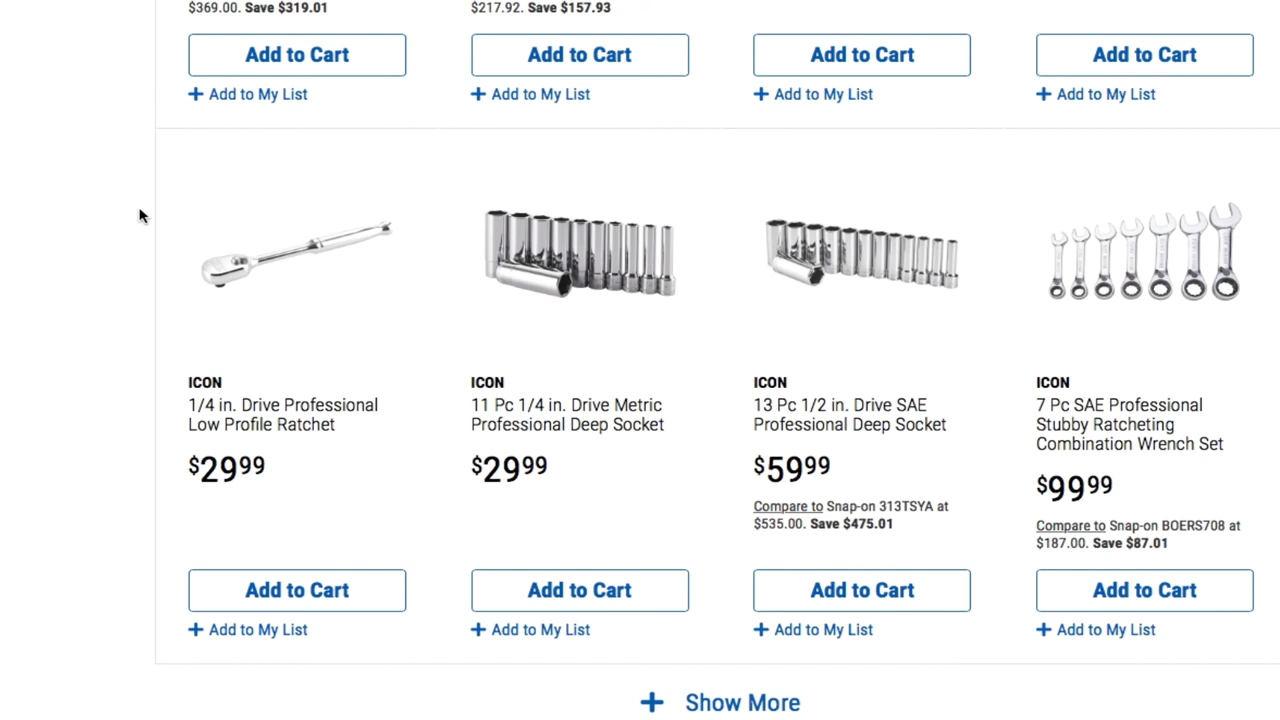 $369.00. Save $319.01
$217.92. Save $157.93
Add to Cart
Add to Cart
Add to Cart
Add to Cart
+ Add to My List
+ Add to My List
+ Add to My List
+ Add to My List
ICON
1/4 in. Drive Professional
Low Profile Ratchet
$29.99
Add to Cart
+ Add to My List
ICON
11 Pc 1/4 in. Drive Metric
Professional Deep Socket
$29.99
Add to Cart
+ Add to My List
ICON
13 Pc 1/2 in. Drive SAE
Professional Deep Socket
$59.99
Compare to Snap-on 313TSYA at
$535.00. Save $475.01
Add to Cart
+ Add to My List
ICON
7 Pc SAE Professional
Stubby Ratcheting
Combination Wrench Set
$99.99
Compare to Snap-on BOERS708 at
$187.00. Save $87.01
Add to Cart
+ Add to My List
+ Show More